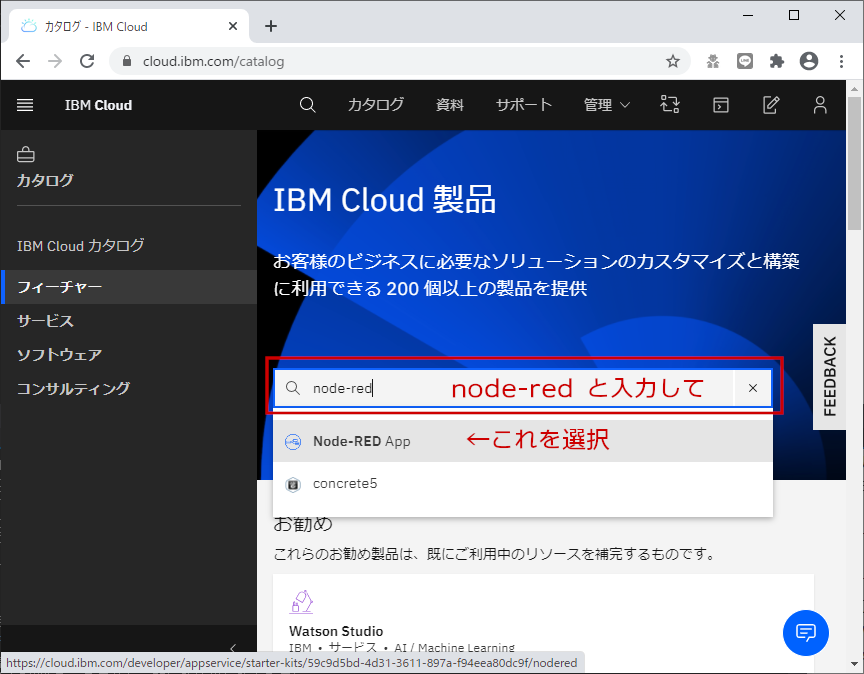 カタログ - IBM Cloud
cloud.ibm.com/catalog
IBM Cloud
カタログ 資料 サポート 管理
カタログ
IBM Cloud カタログ
フィーチャー
サービス
ソフトウェア
コンサルティング
IBM Cloud 製品
お客様のビジネスに必要なソリューションのカスタマイズと構築
に利用できる 200 個以上の製品を提供
FEEDBACK
node-red node-red と入力して
Node-RED App ←これを選択
concrete5
お勧め
これらのお勧め製品は、既にご利用中のリソースを補完するものです。
Watson Studio
IBM • サービス • AI / Machine Learning
https://cloud.ibm.com/developer/appservice/starter-kits/59c9d5bd-4d31-3611-897a-f94eea80dc9f/nodered